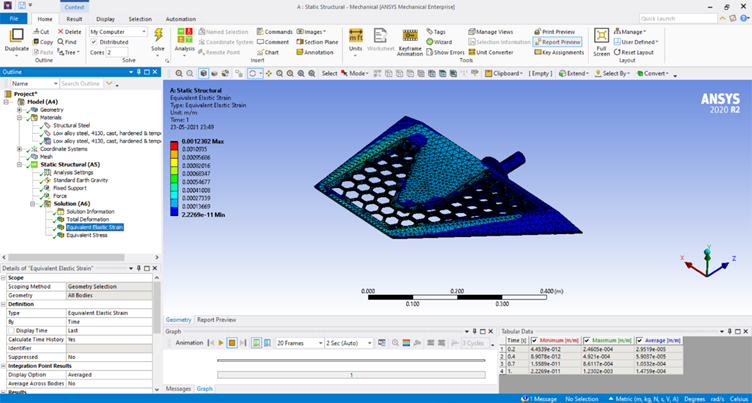 A : Static Structural - Mechanical [ANSYS Mechanical Enterprise]
Context
File Home Result Display Selection Automation
Quick Launch
Duplicate
Cut
Copy
Paste
Delete
Find
Tree
Outline
My Computer
Distributed
Cores 2
Solve
Solve
Analysis
Named Selection
Coordinate System
Remote Point
Commands
Comment
Chart
Images
Section Plane
Annotation
Insert
Units
Worksheet
Keyframe Animation
Tags
Wizard
Show Errors
Manage Views
Selection Information
Unit Converter
Print Preview
Report Preview
Key Assignments
Tools
Full Screen
Manage
User Defined
Reset Layout
Layout
Outline
Name
Search Outline
Select
Mode
Clipboard
[ Empty ]
Extend
Select By
Convert
Project*
Model (A4)
Geometry
Materials
Structural Steel
Low alloy steel, 4130, cast, hardened & tempe
Low alloy steel, 4130, cast, hardened & tempe
Coordinate Systems
Mesh
Static Structural (A5)
Analysis Settings
Standard Earth Gravity
Fixed Support
Force
Solution (A6)
Solution Information
Total Deformation
Equivalent Elastic Strain
Equivalent Stress
A: Static Structural
Equivalent Elastic Strain
Type: Equivalent Elastic Strain
Unit: m/m
Time: 1
23-05-2021 23:49
0.0012302 Max
0.0010935
0.00095686
0.00082016
0.00068347
0.00054677
0.00041008
0.00027339
0.00013669
2.2269e-11 Min
ANSYS
2020 R2
0.000
0.100
0.300
0.400 (m)
X
Y
Z
Geometry Report Preview
Details of "Equivalent Elastic Strain"
Scope
Scoping Method Geometry Selection
Geometry All Bodies
Definition
Type Equivalent Elastic Strain
By Time
Display Time Last
Calculate Time History Yes
Identifier
Suppressed No
Integration Point Results
Display Option Averaged
Average Across Bodies No
Results
Graph
Animation
20 Frames
2 Sec (Auto)
3 Cycles
1
Messages Graph
Tabular Data
Time [s] Minimum [m/m] Maximum [m/m] Average [m/m]
1 0.2 4.4539e-012 2.4605e-004 2.9519e-005
2 0.4 8.9078e-012 4.921e-004 5.9037e-005
3 0.7 1.5589e-011 8.6117e-004 1.0332e-004
4 1. 2.2269e-011 1.2302e-003 1.4759e-004
1 Message
No Selection
Metric (m, kg, N, s, V, A)
Degrees
rad/s
Celsius